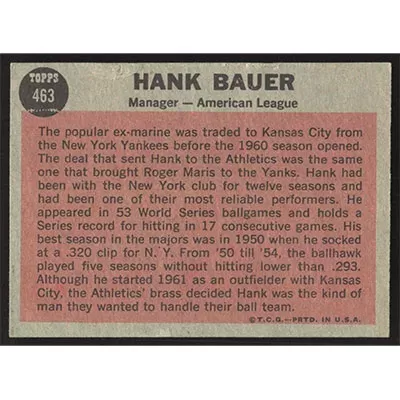 TOPPS
463
HANK BAUER
Manager — American League
The popular ex-marine was traded to Kansas City from
the New York Yankees before the 1960 season opened.
The deal that sent Hank to the Athletics was the same
one that brought Roger Maris to the Yanks. Hank had
been with the New York club for twelve seasons and
had been one of their most reliable performers. He
appeared in 53 World Series ballgames and holds a
Series record for hitting in 17 consecutive games. His
best season in the majors was in 1950 when he socked
at a .320 clip for N. Y. From '50 till '54, the ballhawk
played five seasons without hitting lower than .293.
Although he started 1961 as an outfielder with Kansas
City, the Athletics' brass decided Hank was the kind of
man they wanted to handle their ball team.
©T.C.G.—PRTD. IN U.S.A.